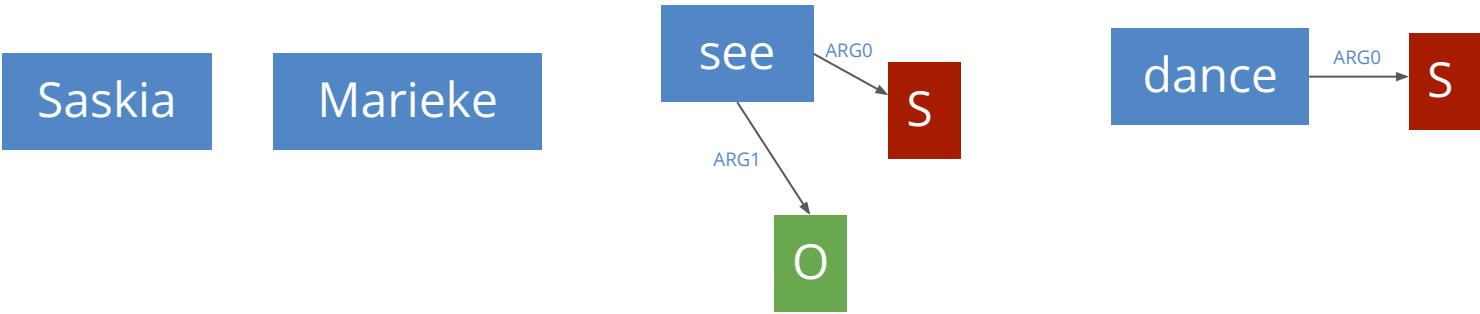 Saskia
Marieke
see
ARG0
S
ARG1
O
dance
ARG0
S